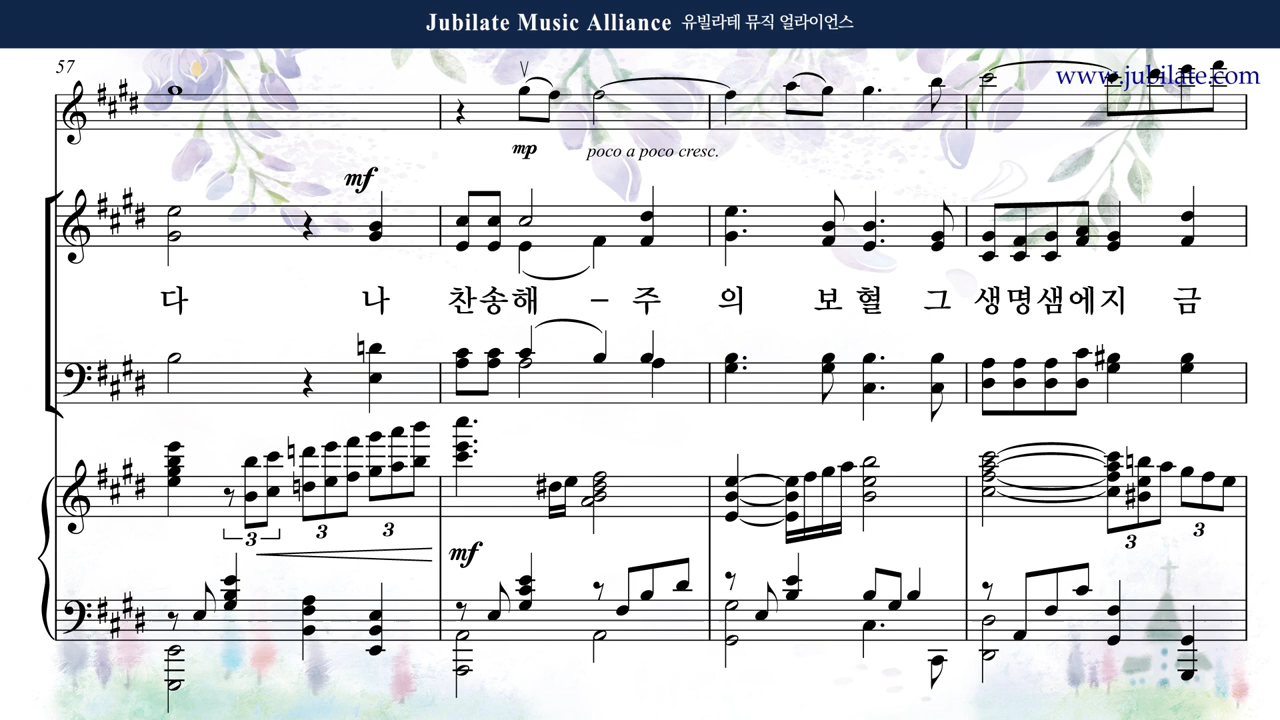 Jubilate Music Alliance 유빌라테 뮤직 얼라이언스
www.jubilate.com
57
mp poco a poco cresc.
mf
다 나 찬송해 - 주 의 보혈 그 생명샘에지 금
3 3 3 3 3
mf